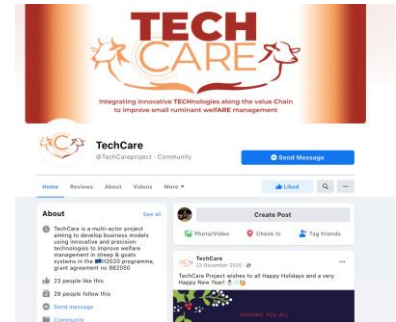 TECH
CARE
Integrating innovative TECHnologies along the value Chain
to improve small ruminant welfARE management
TechCare
@TechCareproject · Community
Send Message
Home Reviews About Videos More
Liked
About See all
TechCare is a multi-actor project
aiming to develop business models
using innovative and precision
technologies to improve welfare
management in sheep & goats
systems in the H2020 programme,
grant agreement no 862050
23 people like this
29 people follow this
Send message
Community
Create Post
Photo/Video Check in Tag friends
TechCare
23 December 2020
TechCare Project wishes to all Happy Holidays and a very
Happy New Year!
WISHING YOU ALL